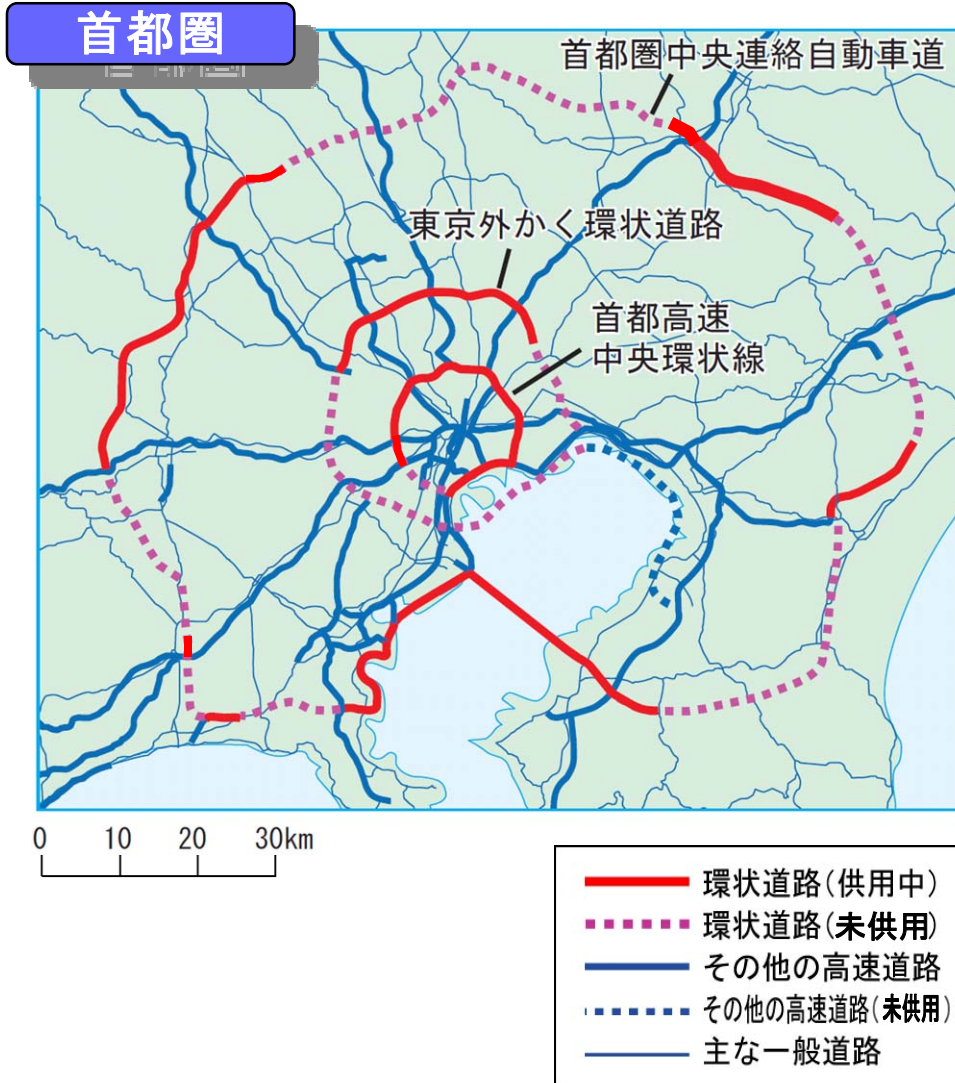 首都圏
首都圏中央連絡自動車道
東京外かく環状道路
首都高速
中央環状線
0 10 20 30km
環状道路(供用中)
環状道路(未供用)
その他の高速道路
その他の高速道路(未供用)
主な一般道路